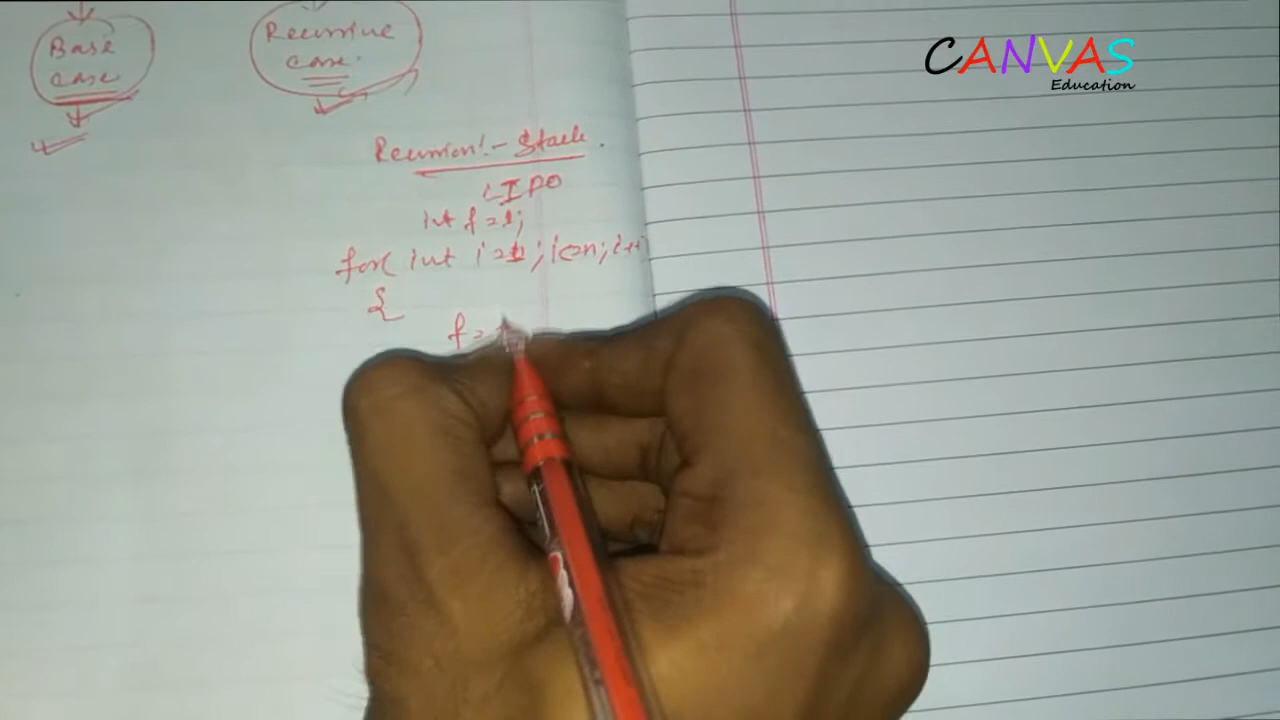 Base
case
Recursive
case.
Recursion:- Stack.
LIFO
int f=1;
for( int i=1; i<=n; i++
{
f=
CANVAS
Education